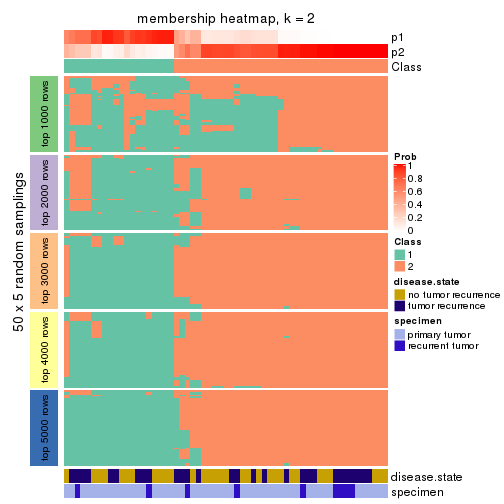 membership heatmap, k = 2
p1
p2
Class
50 x 5 random samplings
top 1000 rows
top 2000 rows
top 3000 rows
top 4000 rows
top 5000 rows
Prob
1
0.8
0.6
0.4
0.2
0
Class
1
2
disease.state
no tumor recurrence
tumor recurrence
specimen
primary tumor
recurrent tumor
disease.state
specimen